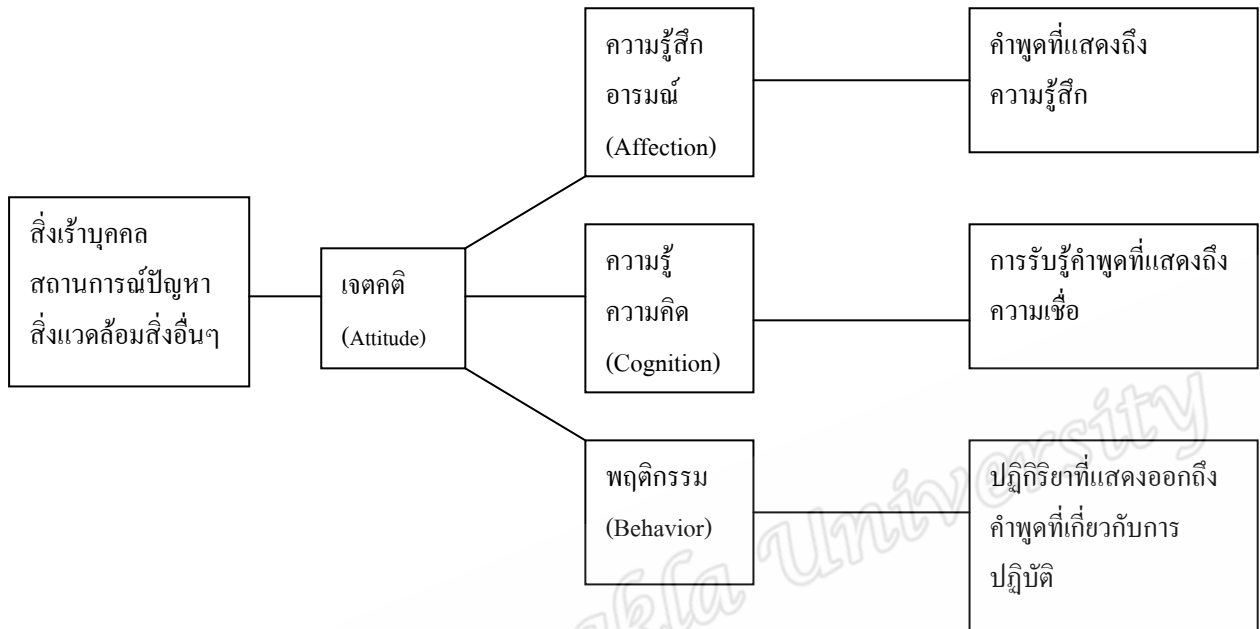 ความรู้สึก
อารมณ์
(Affection)
คำพูดที่แสดงถึง
ความรู้สึก
สิ่งเร้าบุคคล
สถานการณ์ปัญหา
สิ่งแวดล้อมสิ่งอื่นๆ
เจตคติ
(Attitude)
ความรู้
ความคิด
(Cognition)
การรับรู้คำพูดที่แสดงถึง
ความเชื่อ
พฤติกรรม
(Behavior)
ปฏิกิริยาที่แสดงออกถึง
คำพูดที่เกี่ยวกับการ
ปฏิบัติ
University